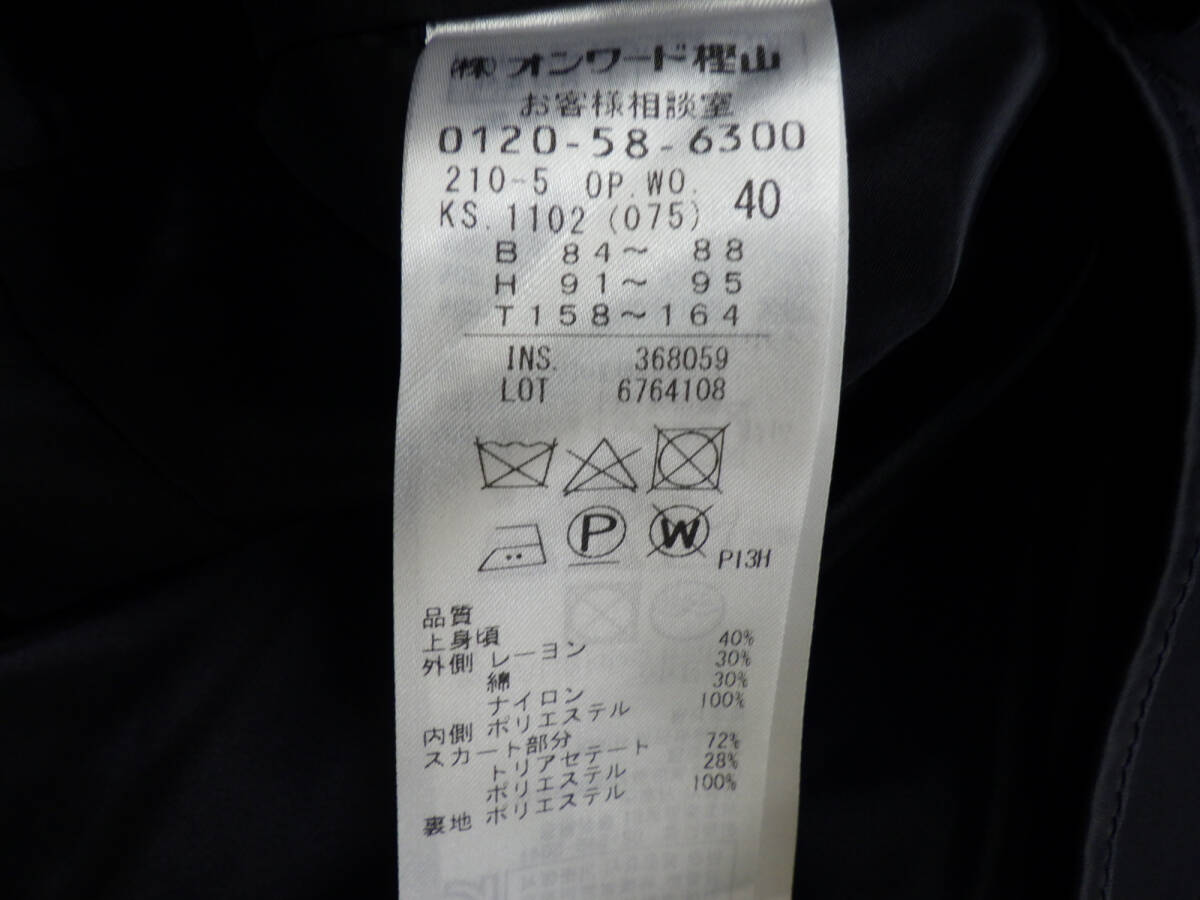 (株)オンワード樫山
お客様相談室
0120-58-6300
210-5 OP.WO. 40
KS.1102 (075)
B 84～ 88
H 91～ 95
T158～164
INS. 368059
LOT 6764108
P W P13H
品質
上身頃
外側 レーヨン 40%
綿 30%
ナイロン 30%
内側 ポリエステル 100%
スカート部分
トリアセテート 72%
ポリエステル 28%
裏地 ポリエステル 100%